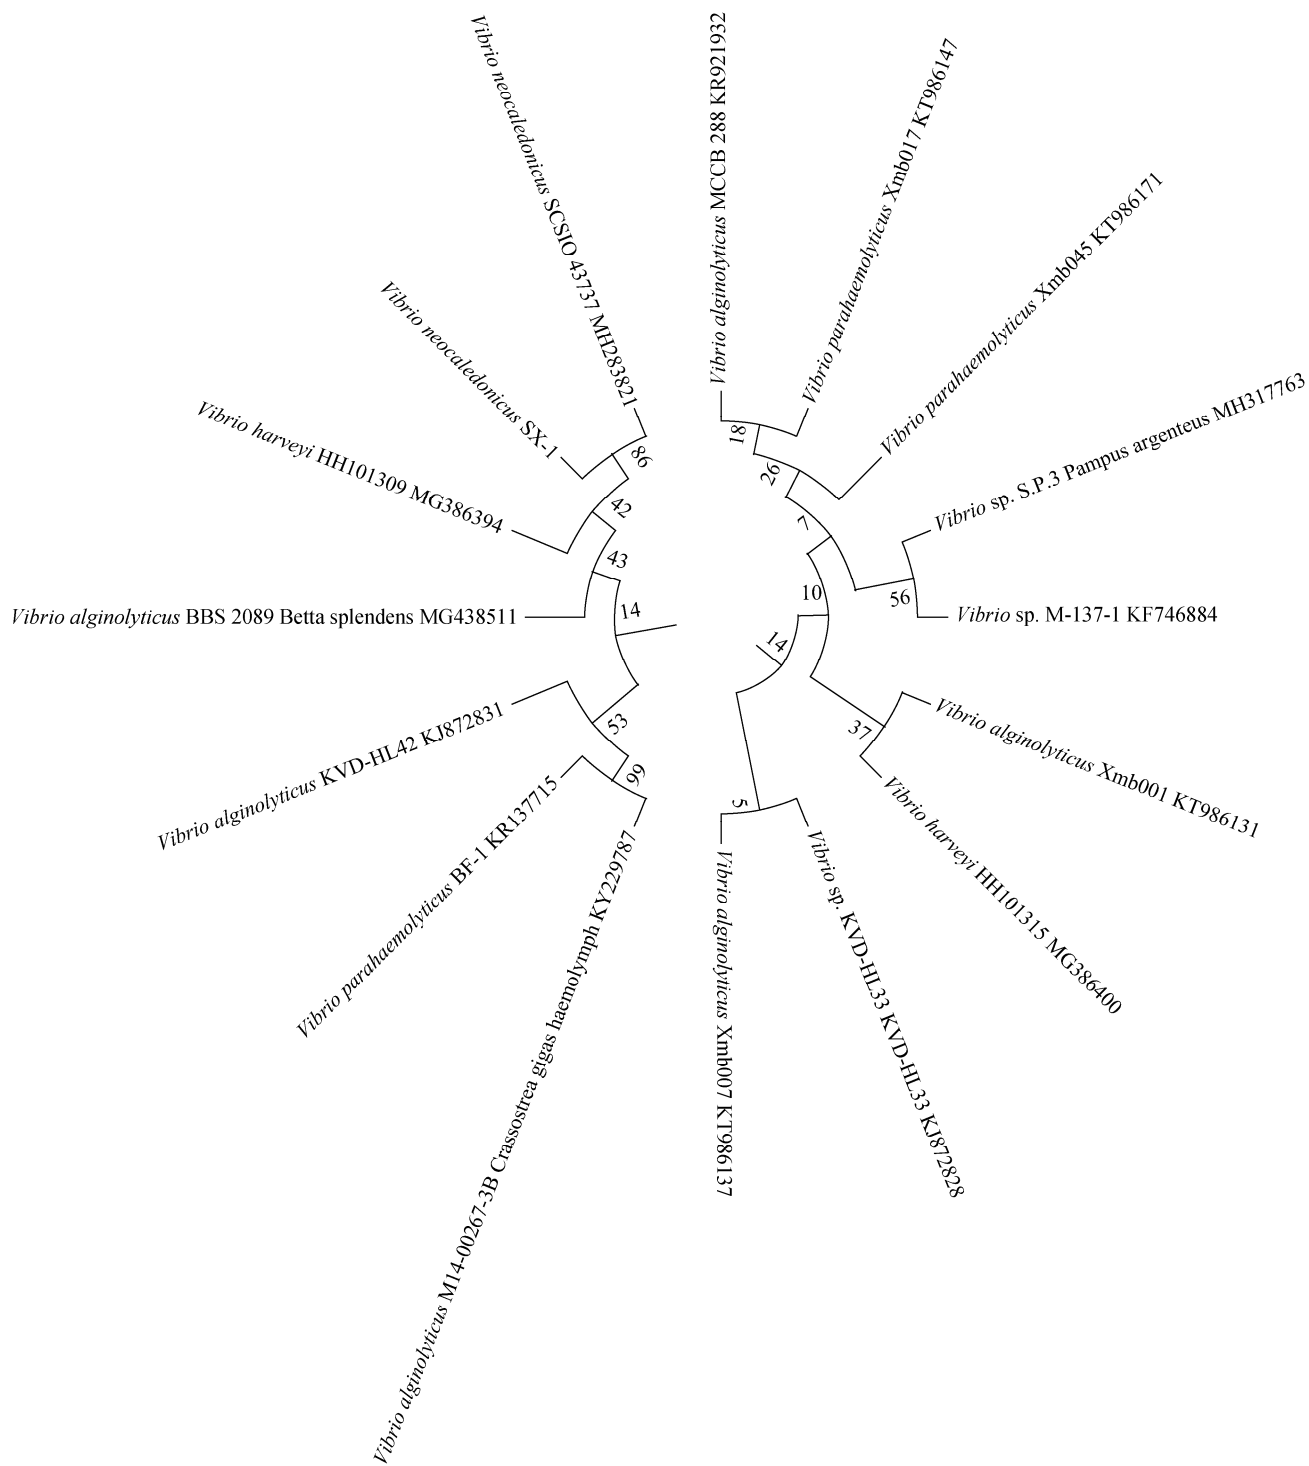 Vibrio neocaledonicus SCSIO 43737 MH283821
Vibrio alginolyticus MCCB 288 KR921932
Vibrio parahaemolyticus Xmb017 KT986147
Vibrio parahaemolyticus Xmb045 KT986171
Vibrio sp. S.P.3 Pampus argenteus MH317763
Vibrio sp. M-137-1 KF746884
Vibrio alginolyticus Xmb001 KT986131
Vibrio harveyi HH101315 MG386400
Vibrio sp. KVD-HL33 KVD-HL33 KJ872828
Vibrio alginolyticus Xmb007 KT986137
Vibrio alginolyticus M14-00267-3B Crassostrea gigas haemolymph KY229787
Vibrio parahaemolyticus BF-1 KR137715
Vibrio alginolyticus KVD-HL42 KJ872831
Vibrio alginolyticus BBS 2089 Betta splendens MG438511
Vibrio harveyi HH101309 MG386394
Vibrio neocaledonicus SX-1
18
26
7
10
56
14
37
5
86
42
43
14
53
99